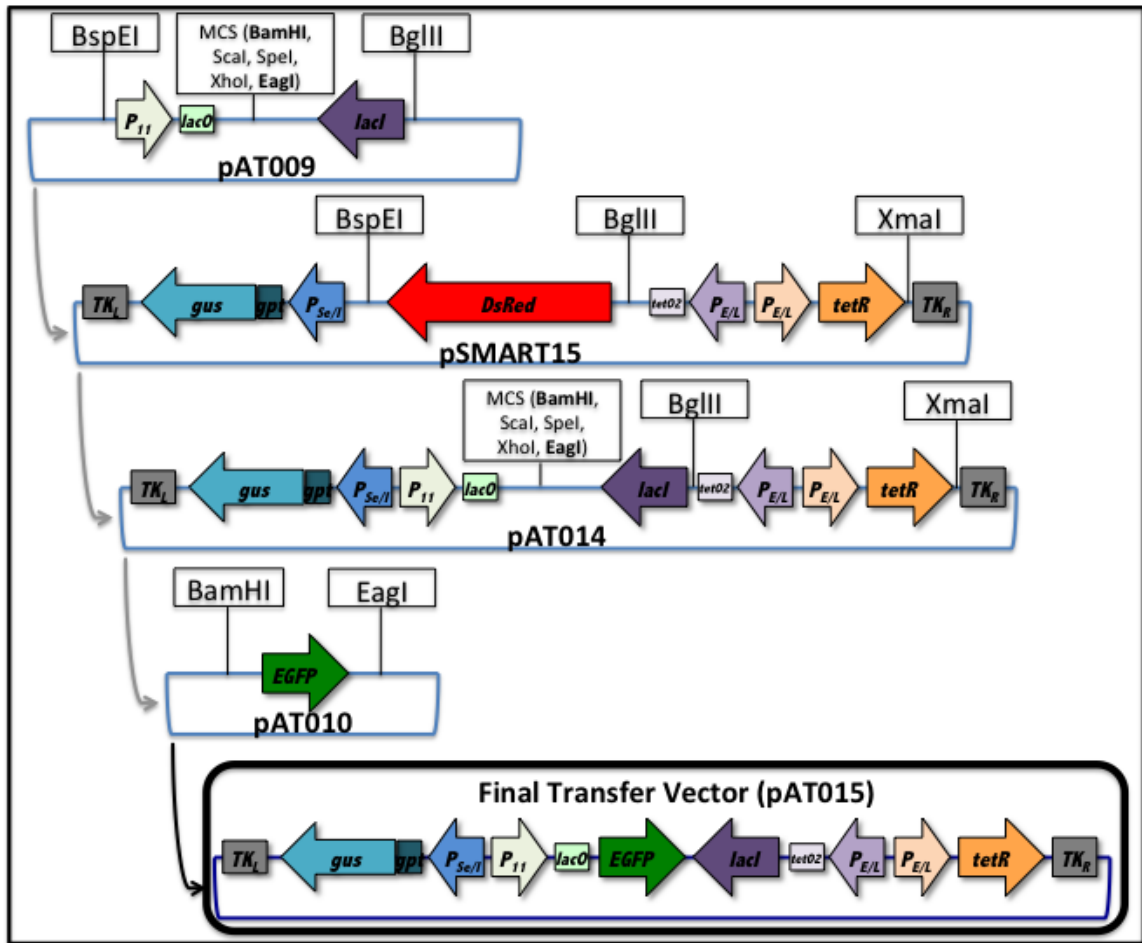 BspEI
MCS (BamHI,
ScaI, SpeI,
XhoI, EagI)
BglII
P11 lacO lacI
pAT009
BspEI BglII XmaI
TKL gus gpt PSe/I DsRed tetO2 PE/L PE/L tetR TKR
pSMART15
MCS (BamHI,
ScaI, SpeI,
XhoI, EagI)
BglII XmaI
TKL gus gpt PSe/I P11 lacO lacI tetO2 PE/L PE/L tetR TKR
pAT014
BamHI EagI
EGFP
pAT010
Final Transfer Vector (pAT015)
TKL gus gpt PSe/I P11 lacO EGFP lacI tetO2 PE/L PE/L tetR TKR